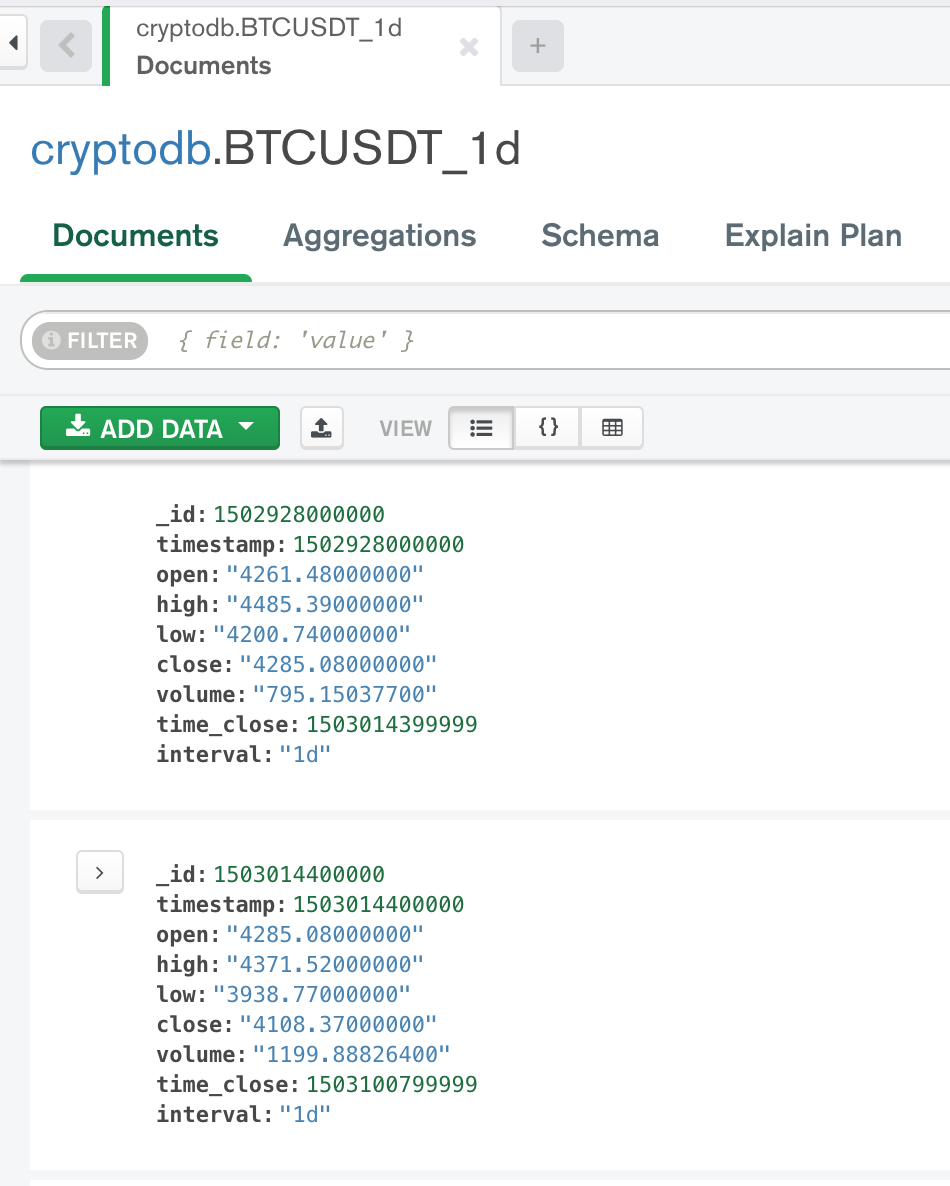 cryptodb.BTCUSDT_1d
Documents
cryptodb.BTCUSDT_1d
Documents Aggregations Schema Explain Plan
FILTER { field: 'value' }
ADD DATA VIEW {}
_id: 1502928000000
timestamp: 1502928000000
open: "4261.48000000"
high: "4485.39000000"
low: "4200.74000000"
close: "4285.08000000"
volume: "795.15037700"
time_close: 1503014399999
interval: "1d"
_id: 1503014400000
timestamp: 1503014400000
open: "4285.08000000"
high: "4371.52000000"
low: "3938.77000000"
close: "4108.37000000"
volume: "1199.88826400"
time_close: 1503100799999
interval: "1d"